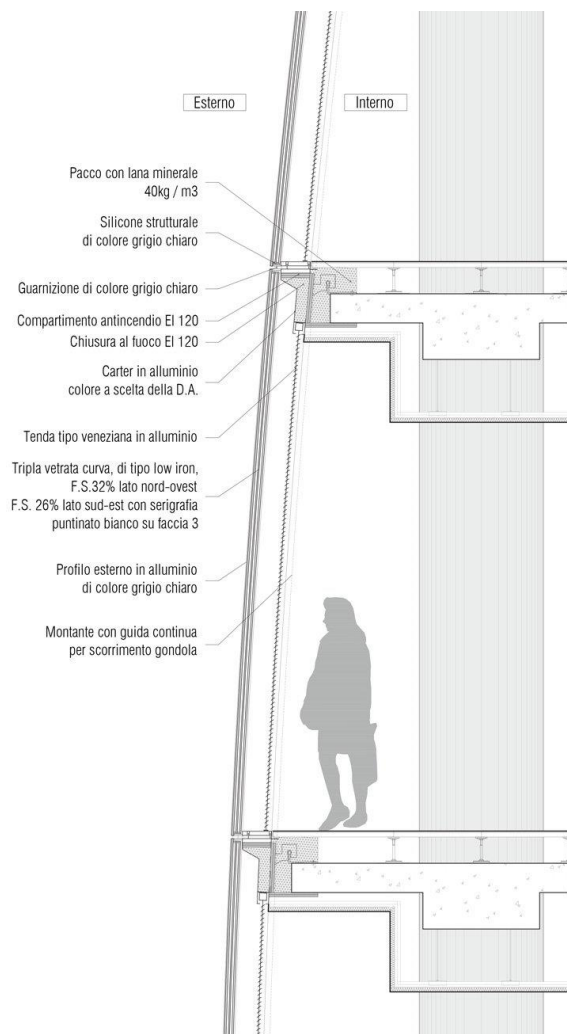 Esterno
Interno
Pacco con lana minerale
40kg / m3
Silicone strutturale
di colore grigio chiaro
Guarnizione di colore grigio chiaro
Compartimento antincendio EI 120
Chiusura al fuoco EI 120
Carter in alluminio
colore a scelta della D.A.
Tenda tipo veneziana in alluminio
Tripla vetrata curva, di tipo low iron,
F.S.32% lato nord-ovest
F.S. 26% lato sud-est con serigrafia
puntinato bianco su faccia 3
Profilo esterno in alluminio
di colore grigio chiaro
Montante con guida continua
per scorrimento gondola